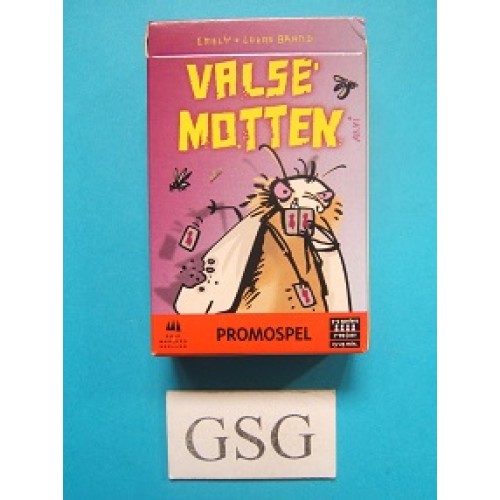 EMELY + LUKAS BRAND
VALSE
MOTTEN
PROMOSPEL
GSG